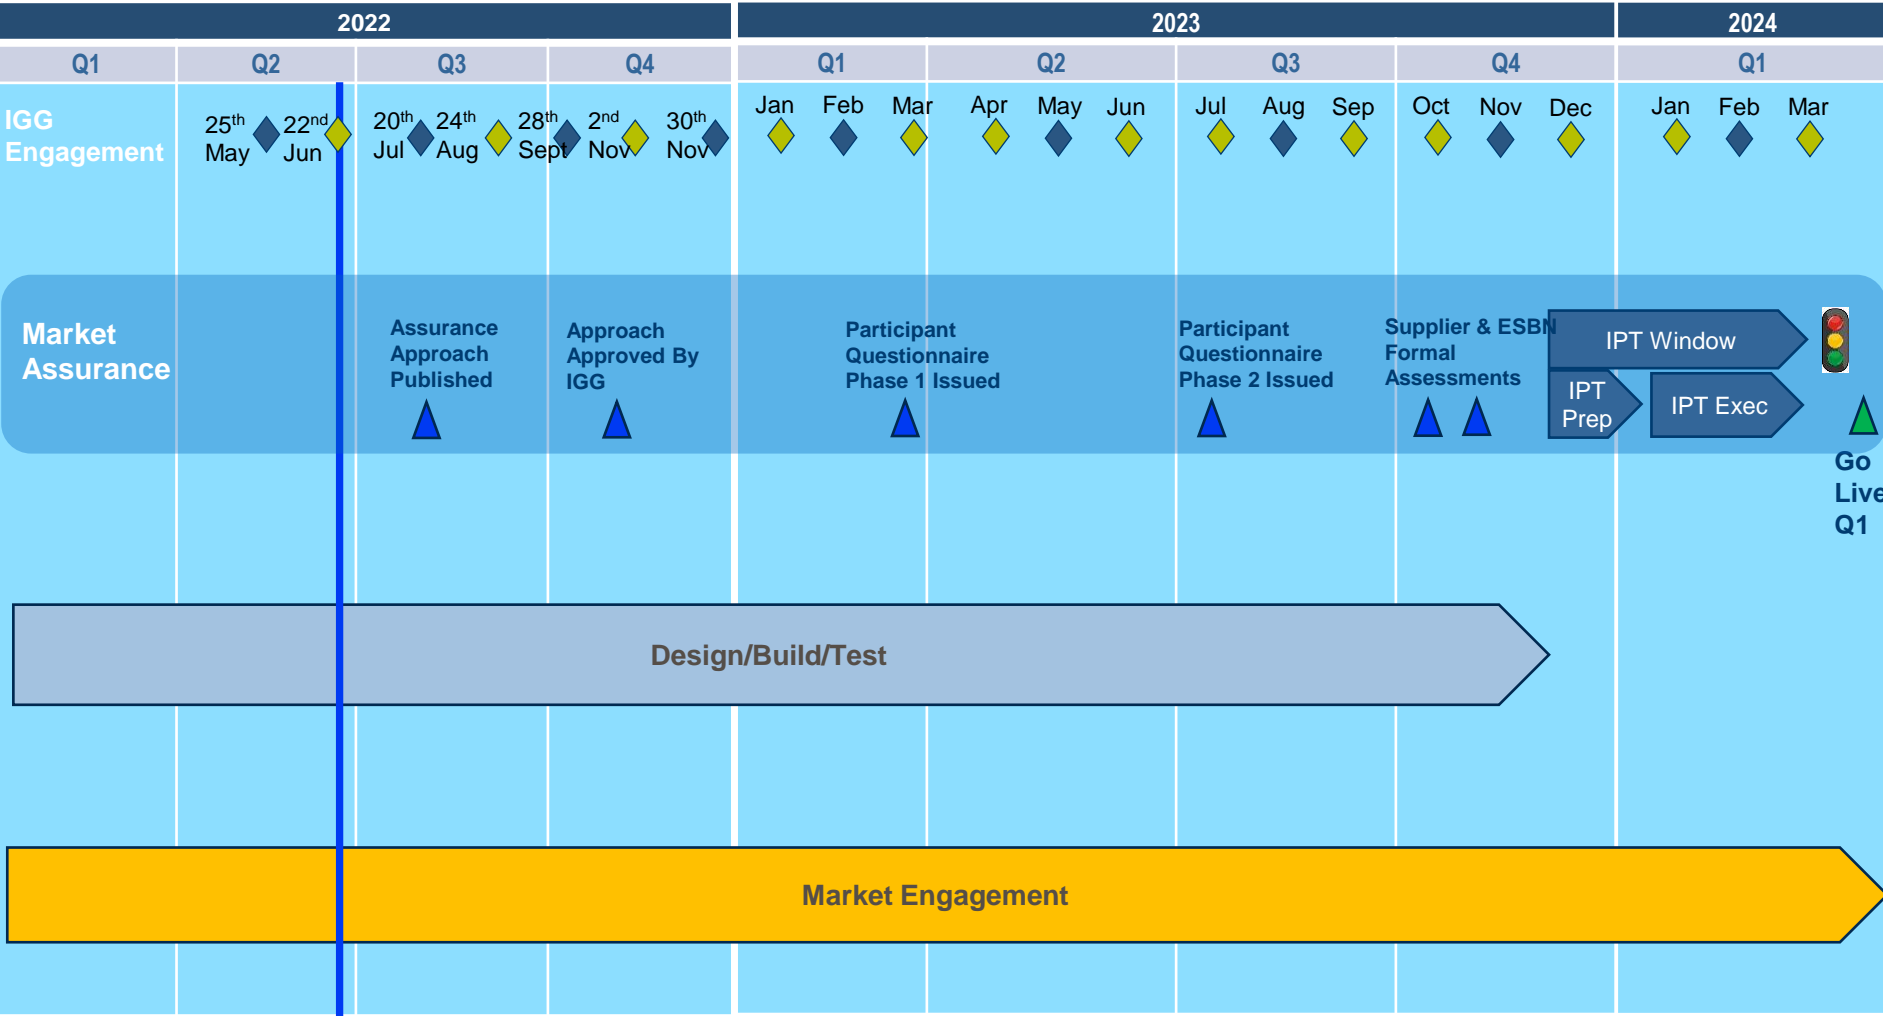 2022
2023
2024
Q1
Q2
Q3
Q4
Q1
Q2
Q3
Q4
Q1
IGG
Engagement
25th
May
22nd
Jun
20th
Jul
24th
Aug
28th
Sept
2nd
Nov
30th
Nov
Jan
Feb
Mar
Apr
May
Jun
Jul
Aug
Sep
Oct
Nov
Dec
Jan
Feb
Mar
Market
Assurance
Assurance
Approach
Published
Approach
Approved By
IGG
Participant
Questionnaire
Phase 1 Issued
Participant
Questionnaire
Phase 2 Issued
Supplier & ESBN
Formal
Assessments
IPT Window
IPT
Prep
IPT Exec
Go
Live
Q1
Design/Build/Test
Market Engagement